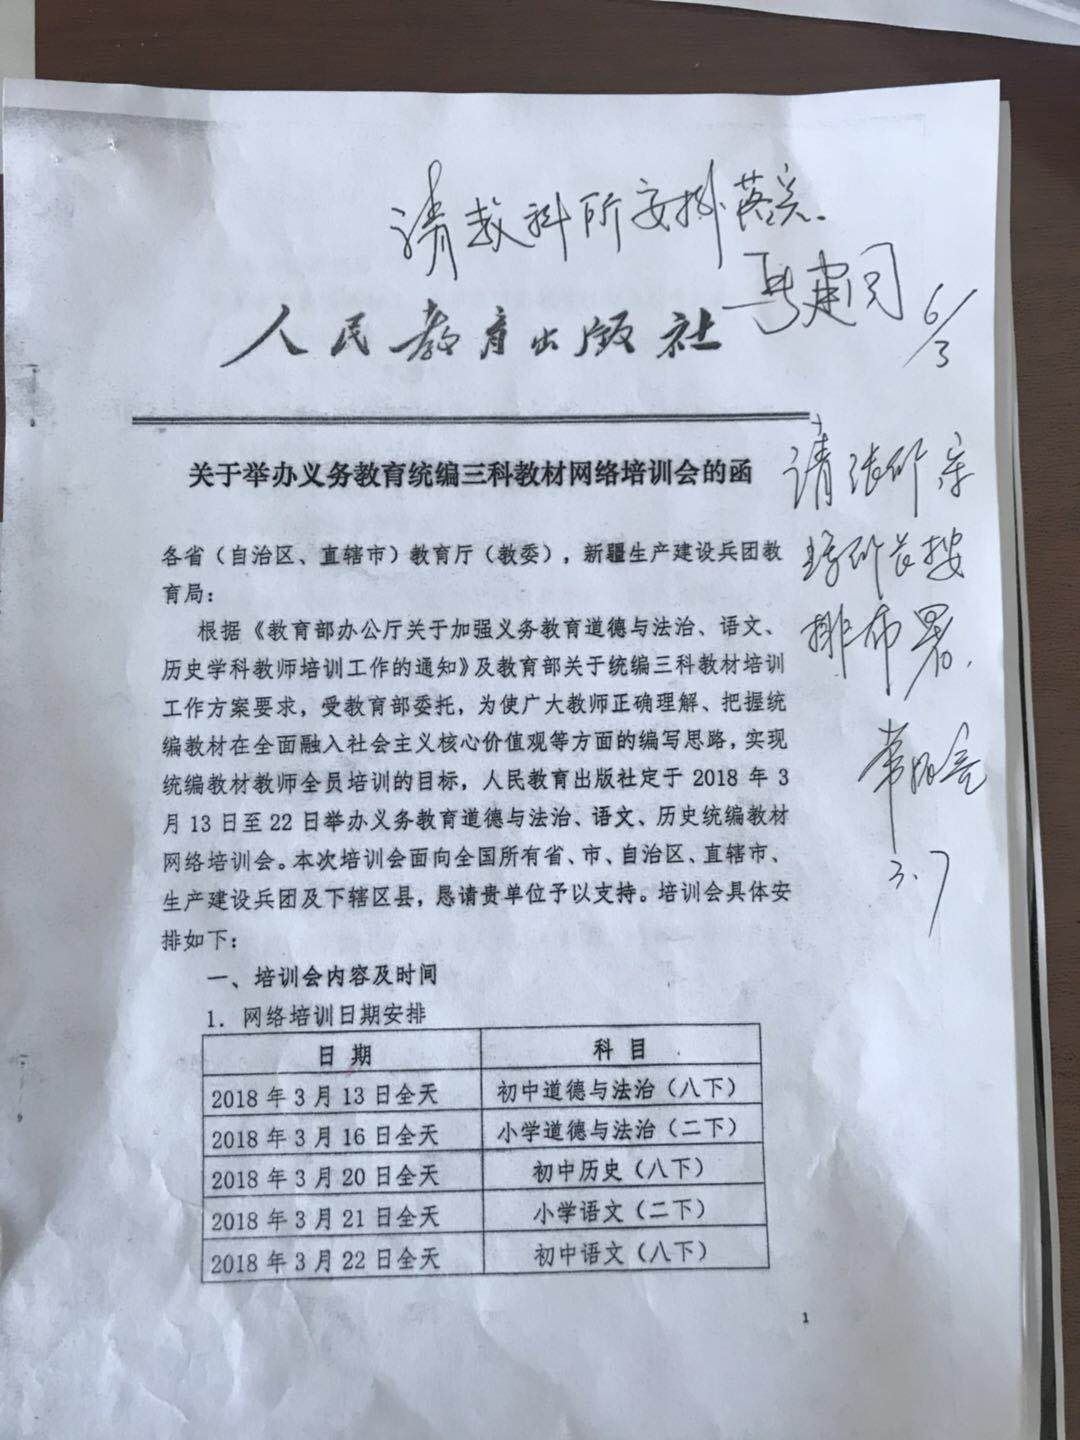 请教科所安排落实.
6/3
人民教育出版社
关于举办义务教育统编三科教材网络培训会的函
请张所
所长按
排布署.
3.7
各省（自治区、直辖市）教育厅（教委），新疆生产建设兵团教
育局：
根据《教育部办公厅关于加强义务教育道德与法治、语文、
历史学科教师培训工作的通知》及教育部关于统编三科教材培训
工作方案要求，受教育部委托，为使广大教师正确理解、把握统
编教材在全面融入社会主义核心价值观等方面的编写思路，实现
统编教材教师全员培训的目标，人民教育出版社定于 2018 年 3
月 13 日至 22 日举办义务教育道德与法治、语文、历史统编教材
网络培训会。本次培训会面向全国所有省、市、自治区、直辖市、
生产建设兵团及下辖区县，恳请贵单位予以支持。培训会具体安
排如下：
一、培训会内容及时间
1. 网络培训日期安排
日 期 科 目
2018 年 3 月 13 日全天 初中道德与法治（八下）
2018 年 3 月 16 日全天 小学道德与法治（二下）
2018 年 3 月 20 日全天 初中历史（八下）
2018 年 3 月 21 日全天 小学语文（二下）
2018 年 3 月 22 日全天 初中语文（八下）
1